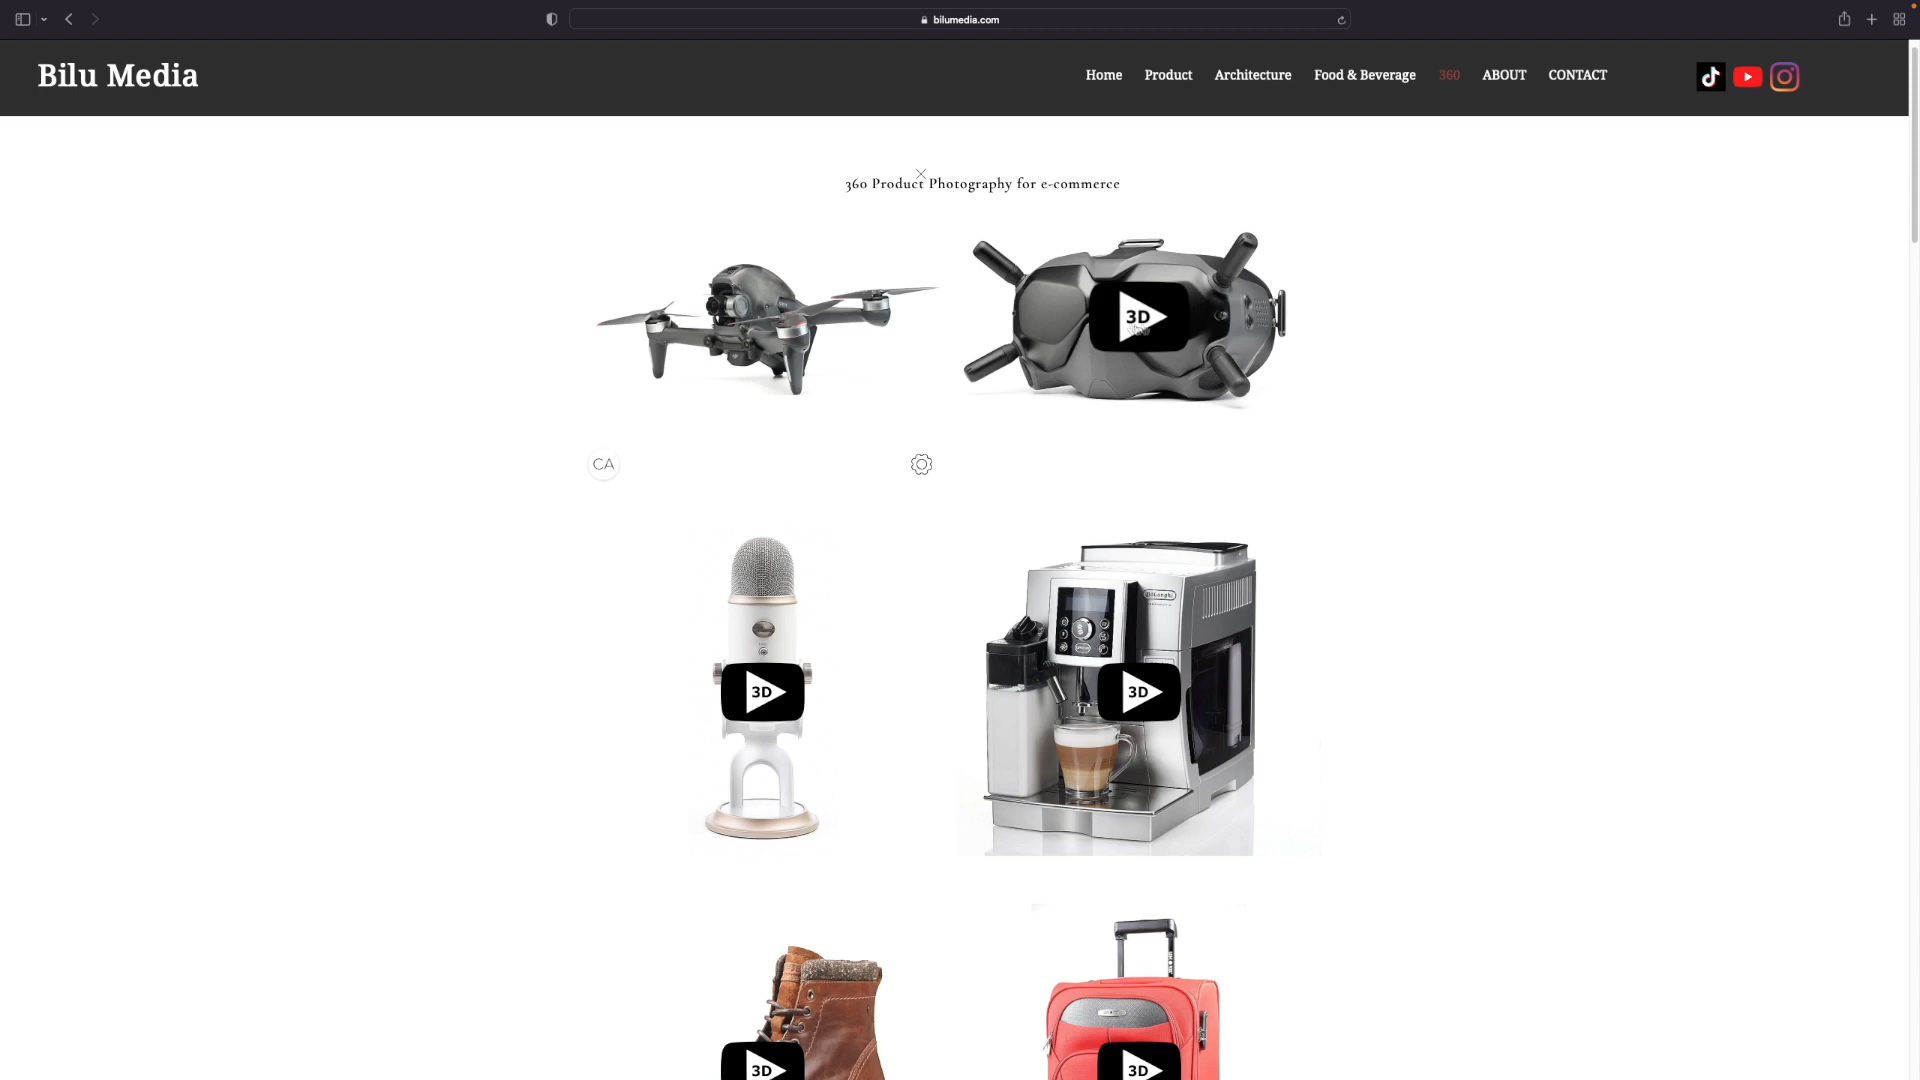 bilumedia.com
Bilu Media
Home Product Architecture Food & Beverage 360 ABOUT CONTACT
360 Product Photography for e-commerce
3D
CA
3D
3D
DeLonghi
3D
3D